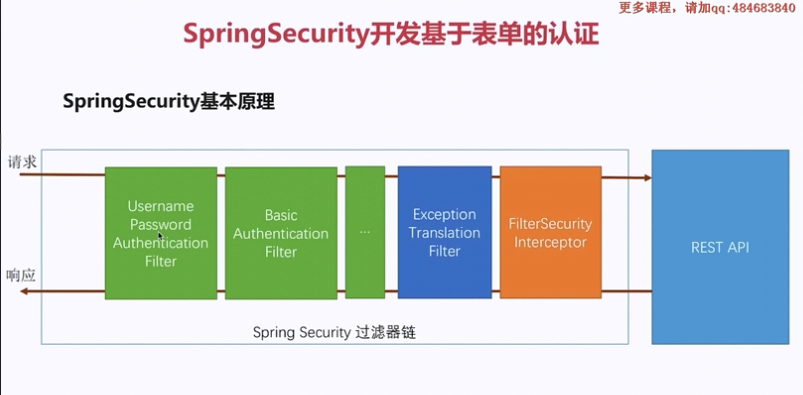 更多课程，请加qq:484683840
SpringSecurity开发基于表单的认证
SpringSecurity基本原理
请求
Username
Password
Authentication
Filter
Basic
Authentication
Filter
...
Exception
Translation
Filter
FilterSecurity
Interceptor
REST API
响应
Spring Security 过滤器链